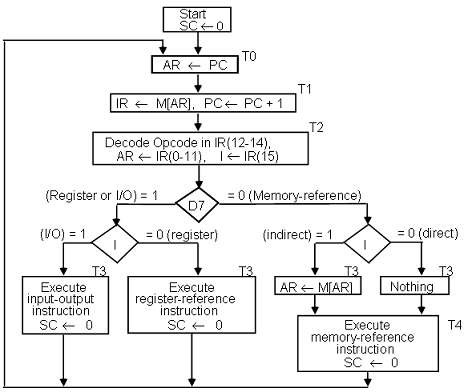 Start
SC ← 0
T0
AR ← PC
T1
IR ← M[AR], PC ← PC + 1
T2
Decode Opcode in IR(12-14),
AR ← IR(0-11), I ← IR(15)
(Register or I/O) = 1
= 0 (Memory-reference)
D7
(I/O) = 1
= 0 (register)
(indirect) = 1
= 0 (direct)
I
I
T3
T3
T3
T3
Execute
input-output
instruction
SC ← 0
Execute
register-reference
instruction
SC ← 0
AR ← M[AR]
Nothing
T4
Execute
memory-reference
instruction
SC ← 0